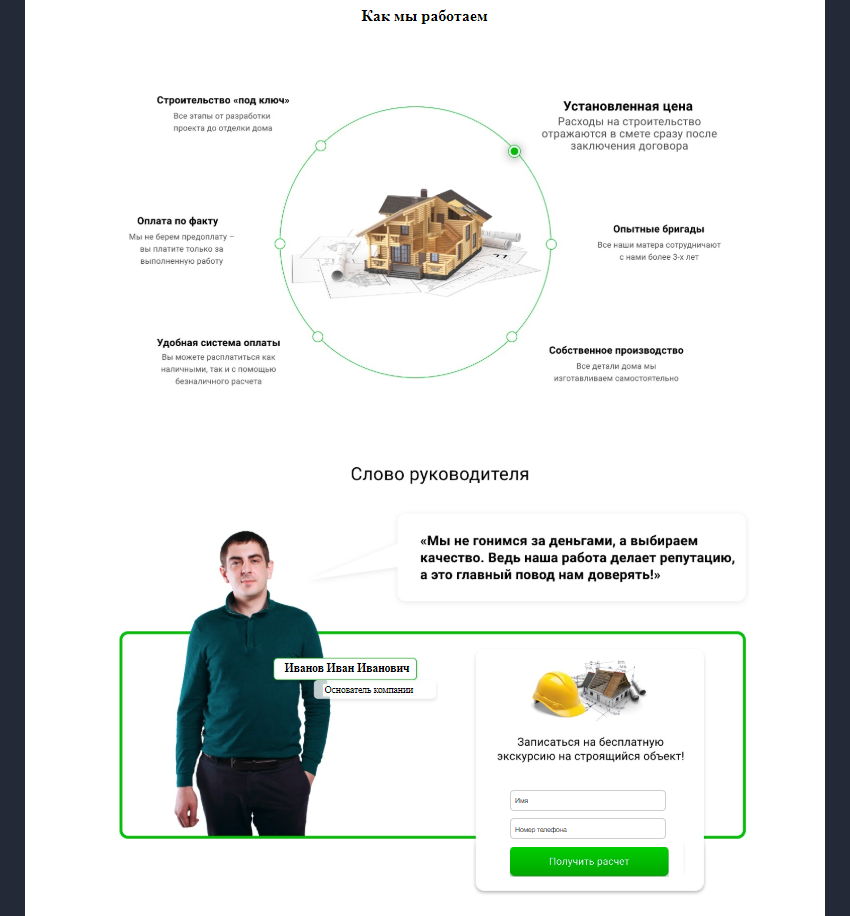 Как мы работаем
Строительство «под ключ»
Все этапы от разработки
проекта до отделки дома
Установленная цена
Расходы на строительство
отражаются в смете сразу после
заключения договора
Оплата по факту
Мы не берем предоплату –
вы платите только за
выполненную работу
Опытные бригады
Все наши матера сотрудничают
с нами более 3-х лет
Удобная система оплаты
Вы можете расплатиться как
наличными, так и с помощью
безналичного расчета
Собственное производство
Все детали дома мы
изготавливаем самостоятельно
Слово руководителя
«Мы не гонимся за деньгами, а выбираем
качество. Ведь наша работа делает репутацию,
а это главный повод нам доверять!»
Иванов Иван Иванович
Основатель компании
Записаться на бесплатную
экскурсию на строящийся объект!
Имя
Номер телефона
Получить расчет